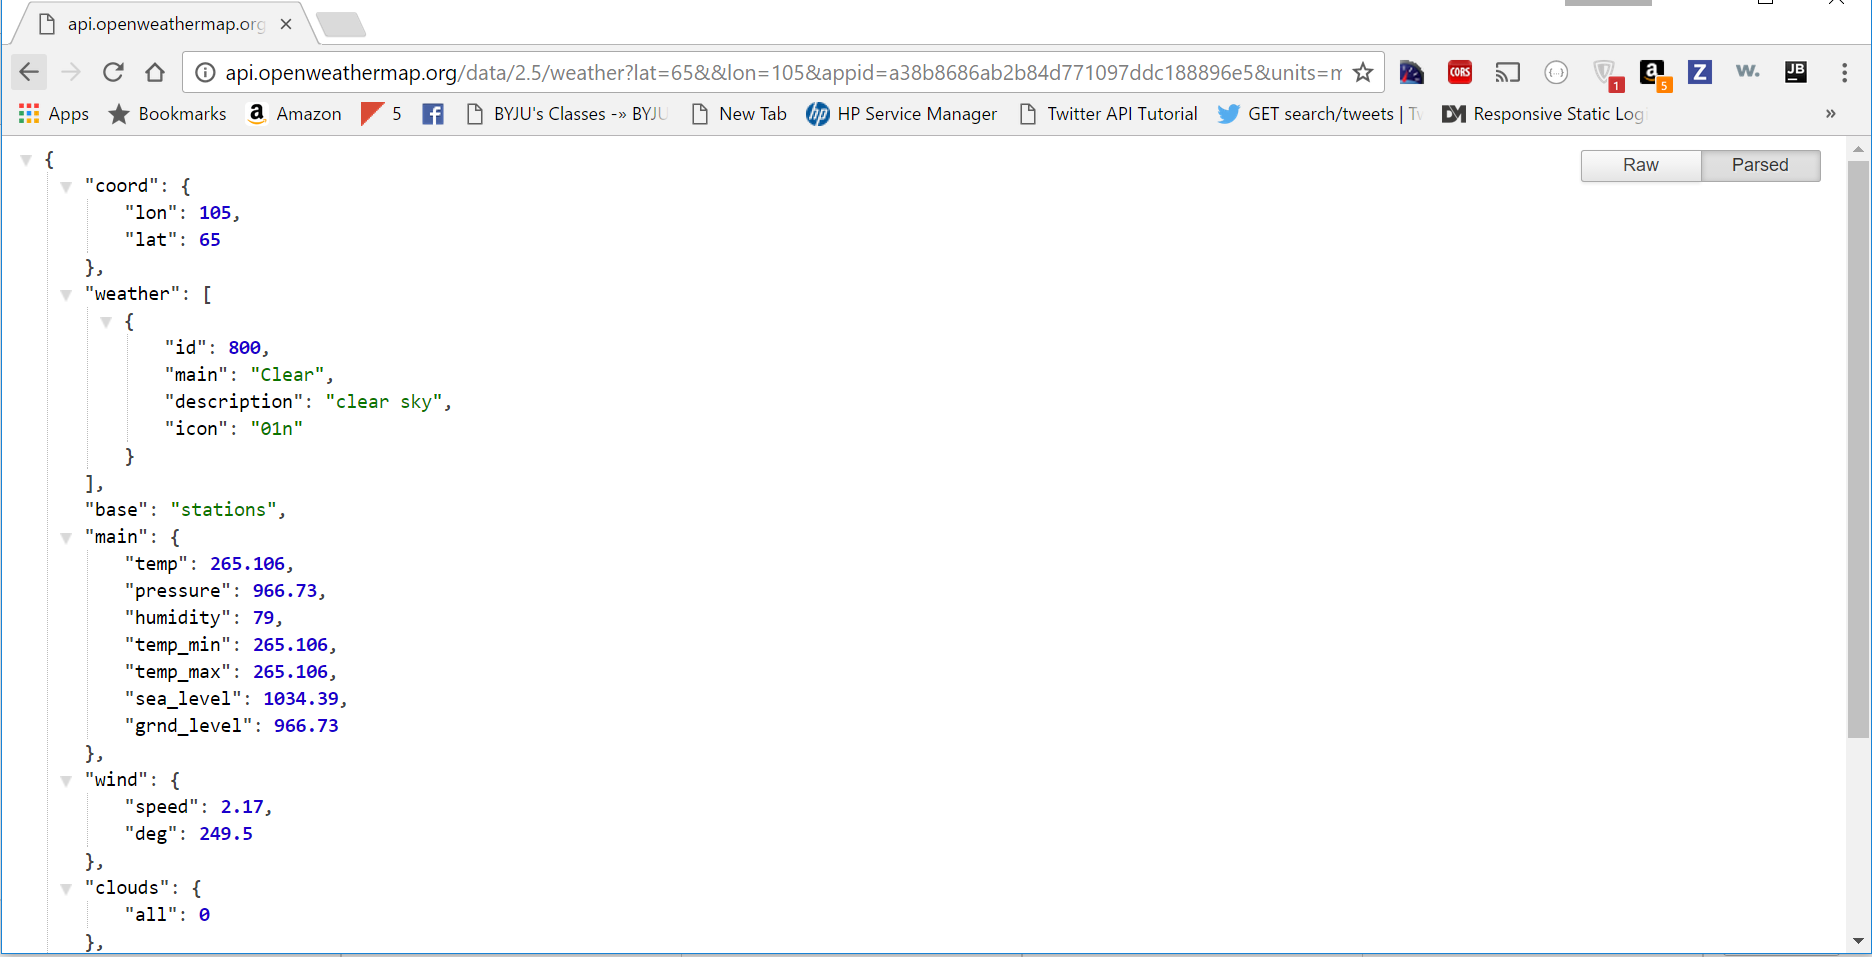 api.openweathermap.org
api.openweathermap.org/data/2.5/weather?lat=65&&lon=105&appid=a38b8686ab2b84d771097ddc188896e5&units=m
CORS
1
a
5
Z
w.
JB
Apps
Bookmarks
a Amazon
5
f
BYJU's Classes -» BYJU
New Tab
hp HP Service Manager
Twitter API Tutorial
GET search/tweets | Tw
DM Responsive Static Log
»
Raw
Parsed
{
"coord": {
"lon": 105,
"lat": 65
},
"weather": [
{
"id": 800,
"main": "Clear",
"description": "clear sky",
"icon": "01n"
}
],
"base": "stations",
"main": {
"temp": 265.106,
"pressure": 966.73,
"humidity": 79,
"temp_min": 265.106,
"temp_max": 265.106,
"sea_level": 1034.39,
"grnd_level": 966.73
},
"wind": {
"speed": 2.17,
"deg": 249.5
},
"clouds": {
"all": 0
},